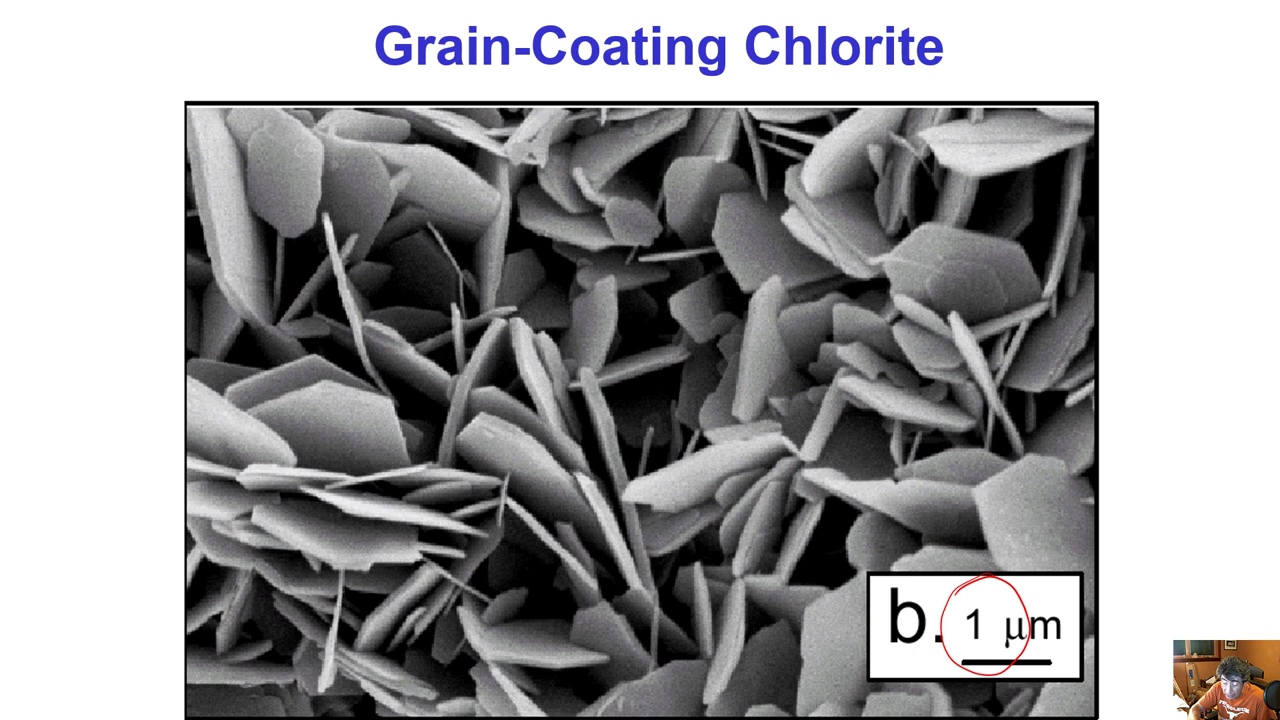 Grain-Coating Chlorite
b. 1 μm